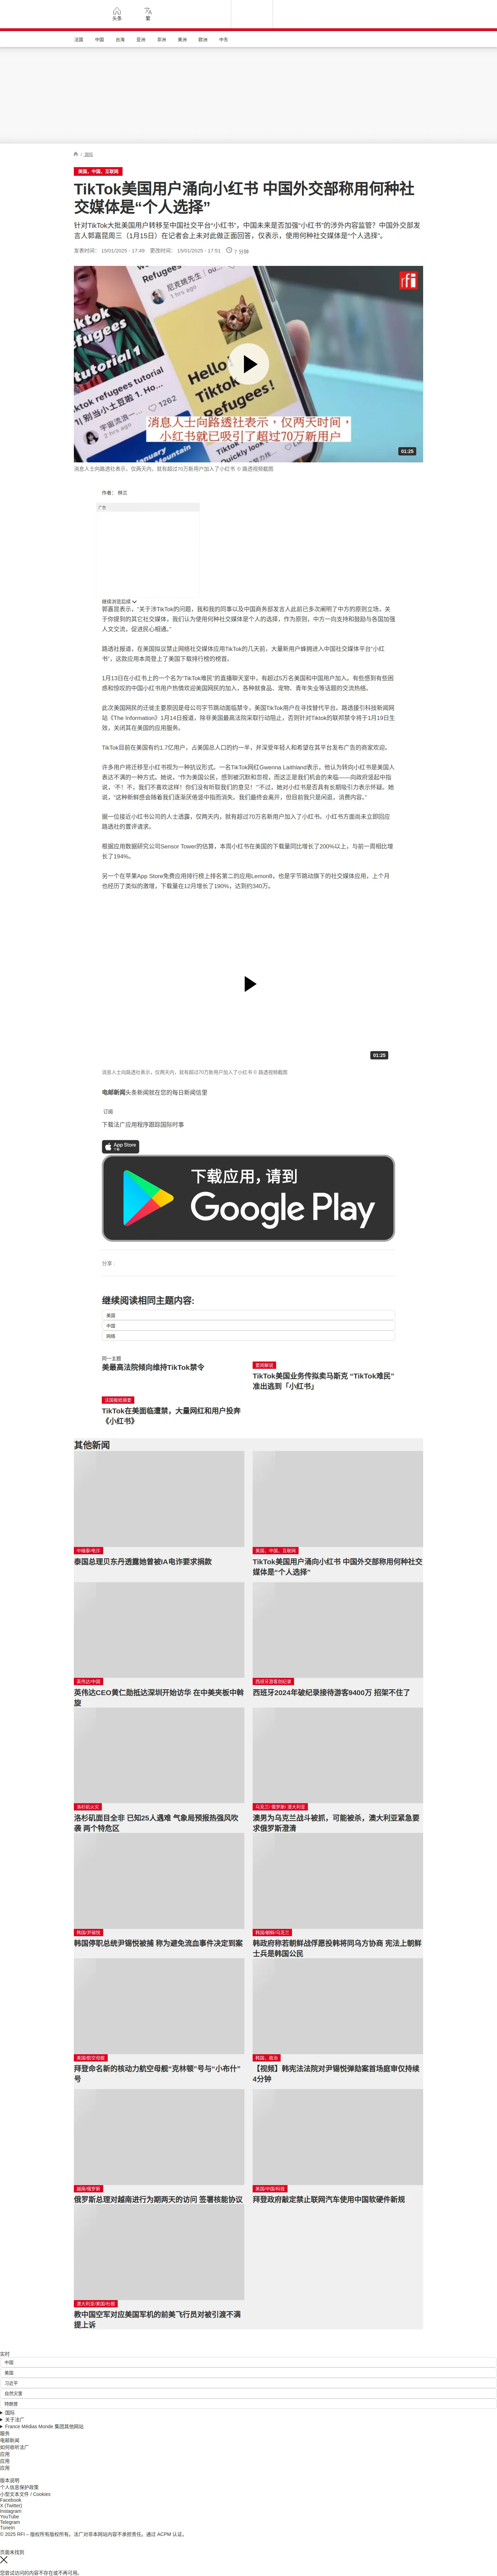 头条
繁
法国
中国
台海
亚洲
非洲
美洲
欧洲
中东
/ 国际
美国，中国，互联网
TikTok美国用户涌向小红书 中国外交部称用何种社
交媒体是“个人选择”
针对TikTok大批美国用户转移至中国社交平台“小红书”，中国未来是否加强“小红书”的涉外内容监管？中国外交部发
言人郭嘉昆周三（1月15日）在记者会上未对此做正面回答，仅表示，使用何种社交媒体是“个人选择”。
发表时间： 15/01/2025 - 17:49 更改时间： 15/01/2025 - 17:51 7 分钟
rfi
消息人士向路透社表示，仅两天时间，
小红书就已吸引了超过70万新用户
01:25
消息人士向路透社表示，仅两天内，就有超过70万新用户加入了小红书 © 路透视频截图
作者： 林兰
广告
继续浏览后续
郭嘉昆表示，“关于涉TikTok的问题，我和我的同事以及中国商务部发言人此前已多次阐明了中方的原则立场，关
于你提到的其它社交媒体，我们认为使用何种社交媒体是个人的选择，作为原则，中方一向支持和鼓励与各国加强
人文交流，促进民心相通。”
路透社报道，在美国拟议禁止网络社交媒体应用TikTok的几天前，大量新用户蜂拥进入中国社交媒体平台“小红
书”，这款应用本周登上了美国下载排行榜的榜首。
1月13日在小红书上的一个名为“TikTok难民”的直播聊天室中，有超过5万名美国和中国用户加入。有些感到有些困
惑和惊叹的中国小红书用户热情欢迎美国网民的加入，各种就食品、宠物、青年失业等话题的交流热络。
此次美国网民的迁徙主要原因是母公司字节跳动面临禁令，美国TikTok用户在寻找替代平台。路透援引科技新闻网
站《The Information》1月14日报道，除非美国最高法院采取行动阻止，否则针对Tiktok的联邦禁令将于1月19日生
效，关闭其在美国的应用服务。
TikTok目前在美国有约1.7亿用户，占美国总人口的约一半，并深受年轻人和希望在其平台发布广告的商家欢迎。
许多用户将迁移至小红书视为一种抗议形式。一名TikTok网红Gwenna Laithland表示，他认为转向小红书是美国人
表达不满的一种方式。她说，“作为美国公民，感到被沉默和忽视，而这正是我们机会的来临——向政府竖起中指
说，‘不！不，我们不喜欢这样！你们没有听取我们的意见！’”不过，她对小红书是否具有长期吸引力表示怀疑。她
说，“这种新鲜感会随着我们逐渐厌倦竖中指而消失。我们最终会离开，但目前我只是闲逛，消费内容。”
据一位接近小红书公司的人士透露，仅两天内，就有超过70万名新用户加入了小红书。小红书方面尚未立即回应
路透社的置评请求。
根据应用数据研究公司Sensor Tower的估算，本周小红书在美国的下载量同比增长了200%以上，与前一周相比增
长了194%。
另一个在苹果App Store免费应用排行榜上排名第二的应用Lemon8，也是字节跳动旗下的社交媒体应用，上个月
也经历了类似的激增，下载量在12月增长了190%，达到约340万。
01:25
消息人士向路透社表示，仅两天内，就有超过70万新用户加入了小红书 © 路透视频截图
电邮新闻头条新闻就在您的每日新闻信里
订阅
下载法广应用程序跟踪国际时事
App Store
下载
下载应用，请到
Google Play
分享 :
继续阅读相同主题内容:
美国
中国
网络
同一主题
美最高法院倾向维持TikTok禁令
要闻解说
TikTok美国业务传拟卖马斯克 “TikTok难民”
准出逃到「小红书」
法国报纸摘要
TikTok在美面临遭禁，大量网红和用户投奔
《小红书》
其他新闻
中融泰/电诈
泰国总理贝东丹透露她曾被IA电诈要求捐款
美国，中国，互联网
TikTok美国用户涌向小红书 中国外交部称用何种社交
媒体是“个人选择”
英伟达/中国
英伟达CEO黄仁勋抵达深圳开始访华 在中美夹板中斡
旋
西班牙游客创纪录
西班牙2024年破纪录接待游客9400万 招架不住了
洛杉矶火灾
洛杉矶面目全非 已知25人遇难 气象局预报热强风吹
袭 两个特危区
乌克兰/ 俄罗斯/ 澳大利亚
澳男为乌克兰战斗被抓，可能被杀，澳大利亚紧急要
求俄罗斯澄清
韩国/尹锡悦
韩国停职总统尹锡悦被捕 称为避免流血事件决定到案
韩国/朝鲜/乌克兰
韩政府称若朝鲜战俘愿投韩将同乌方协商 宪法上朝鲜
士兵是韩国公民
美国/航空母舰
拜登命名新的核动力航空母舰“克林顿”号与“小布什”
号
韩国，政治
【视频】韩宪法法院对尹锡悦弹劾案首场庭审仅持续
4分钟
越南/俄罗斯
俄罗斯总理对越南进行为期两天的访问 签署核能协议
美国/中国/科技
拜登政府敲定禁止联网汽车使用中国软硬件新规
澳大利亚/美国/杜根
教中国空军对应美国军机的前美飞行员对被引渡不满
提上诉
实时
中国
美国
习近平
自然灾害
特朗普
国际
关于法广
France Médias Monde 集团其他网站
服务
电邮新闻
如何收听法广
应用
应用
应用
版本说明
个人信息保护政策
小型文本文件 / Cookies
Facebook
X (Twitter)
Instagram
YouTube
Telegram
TuneIn
© 2025 RFI – 版权所有版权所有。法广对非本网站内容不承担责任。通过 ACPM 认证。
页面未找到
您尝试访问的内容不存在或不再可用。